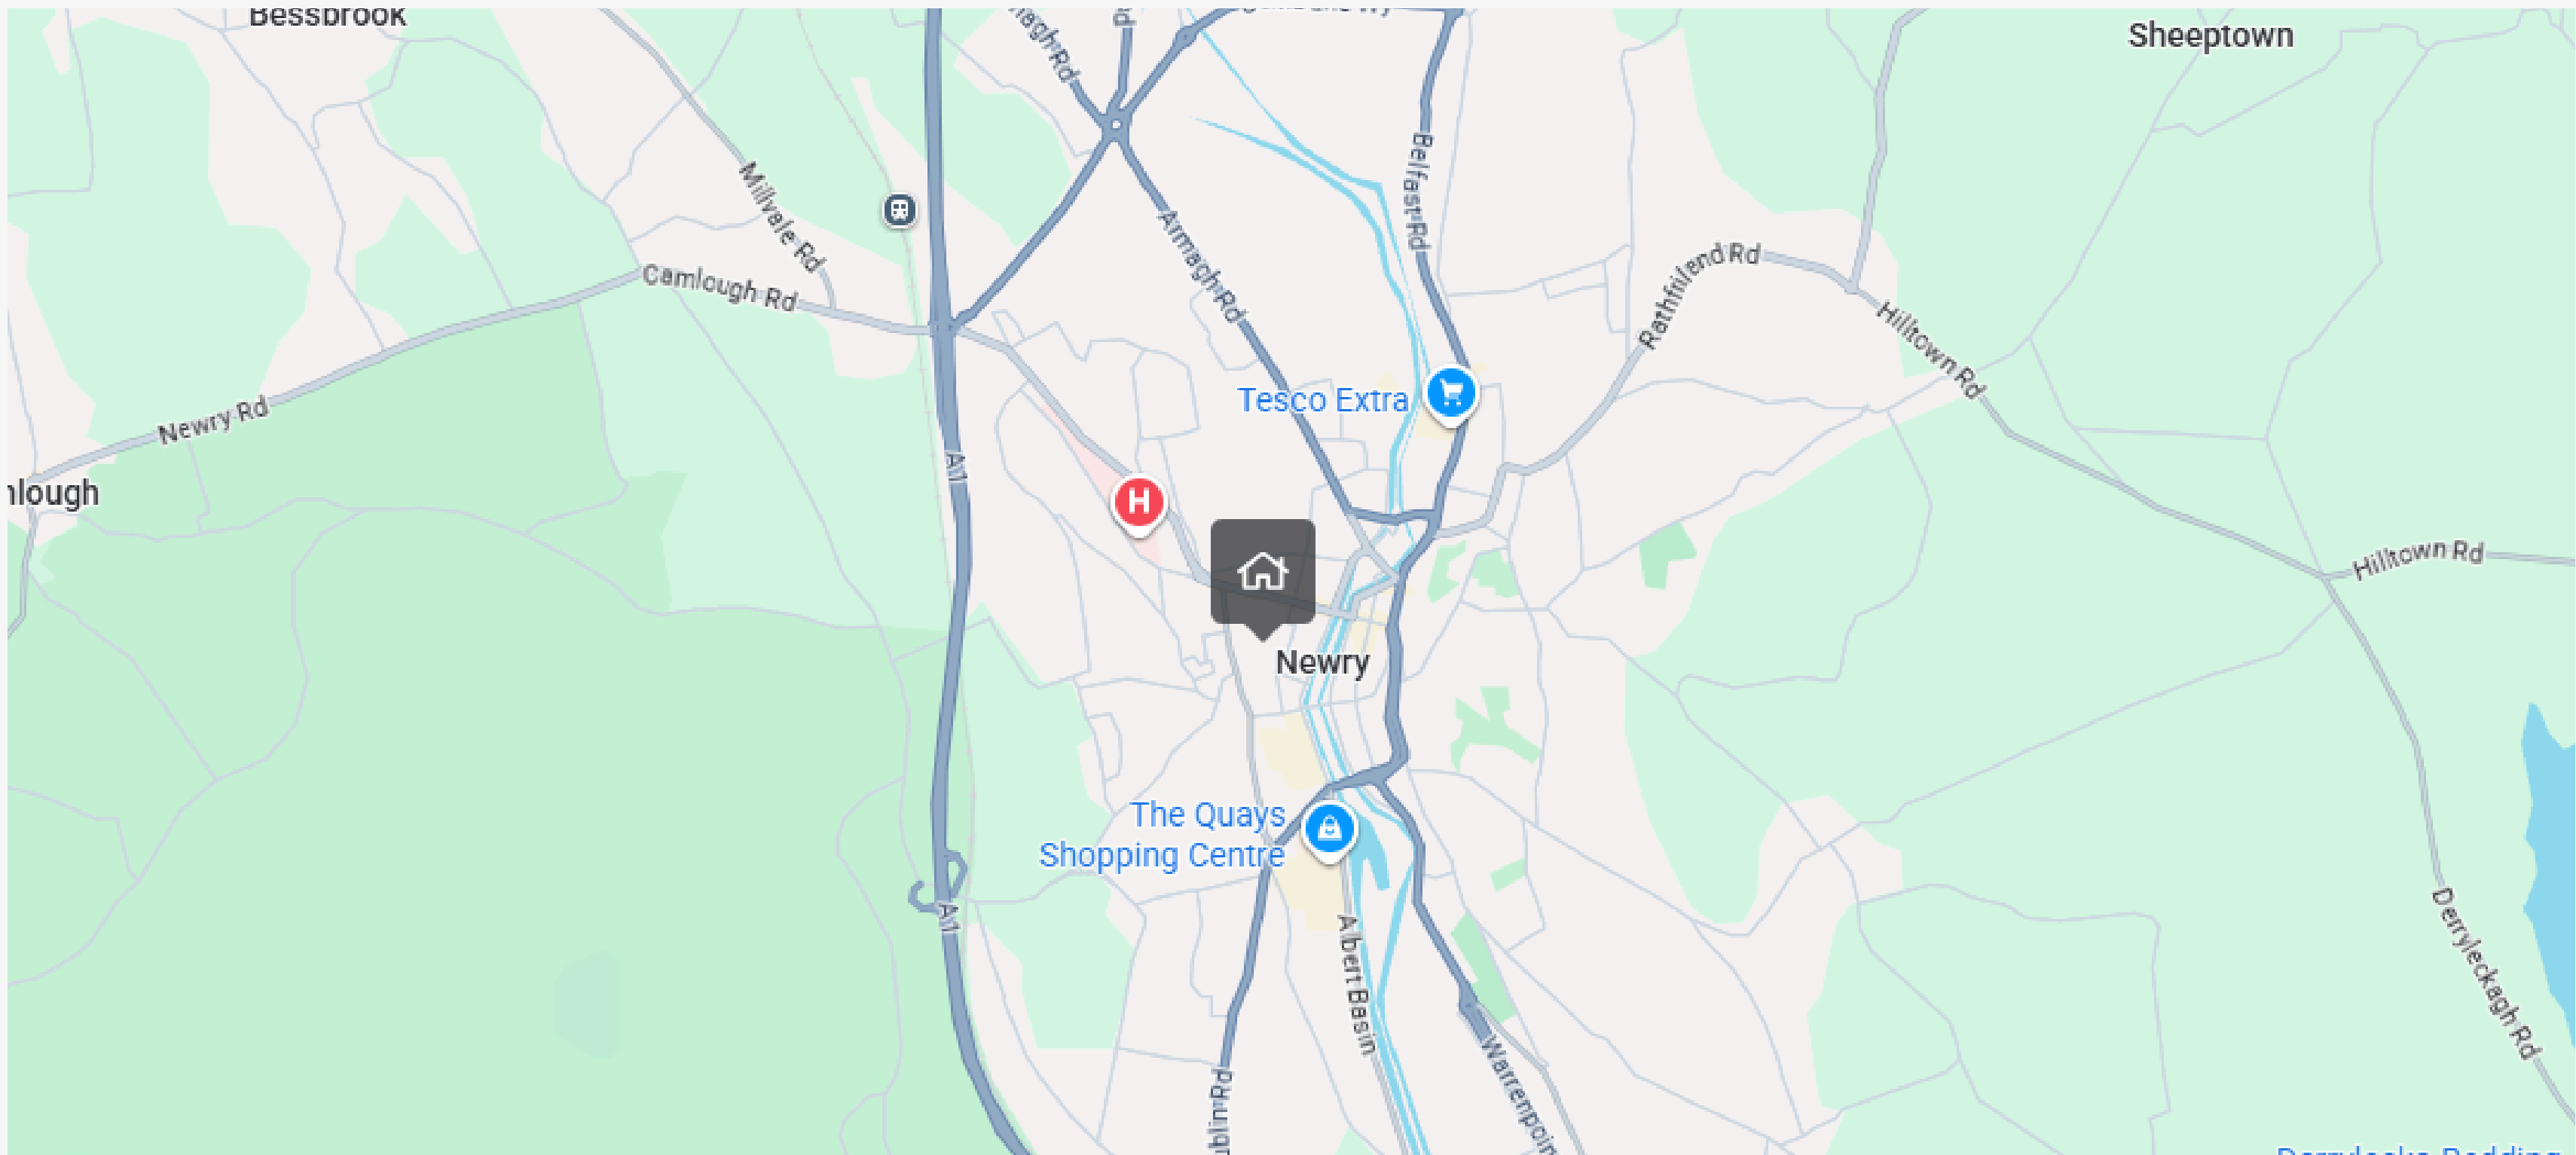 Bessbrook
Sheeptown
Millvale Rd
Belfast Rd
Armagh Rd
Camlough Rd
Rathfriland Rd
Hilltown Rd
Tesco Extra
Newry Rd
A1
H
Hilltown Rd
Newry
The Quays
Shopping Centre
A1
Albert Basin
Derryleckagh Rd